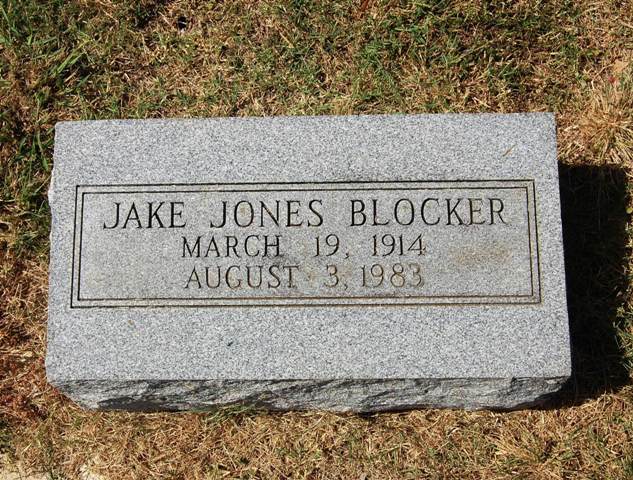 JAKE JONES BLOCKER
MARCH 19, 1914
AUGUST 3, 1983